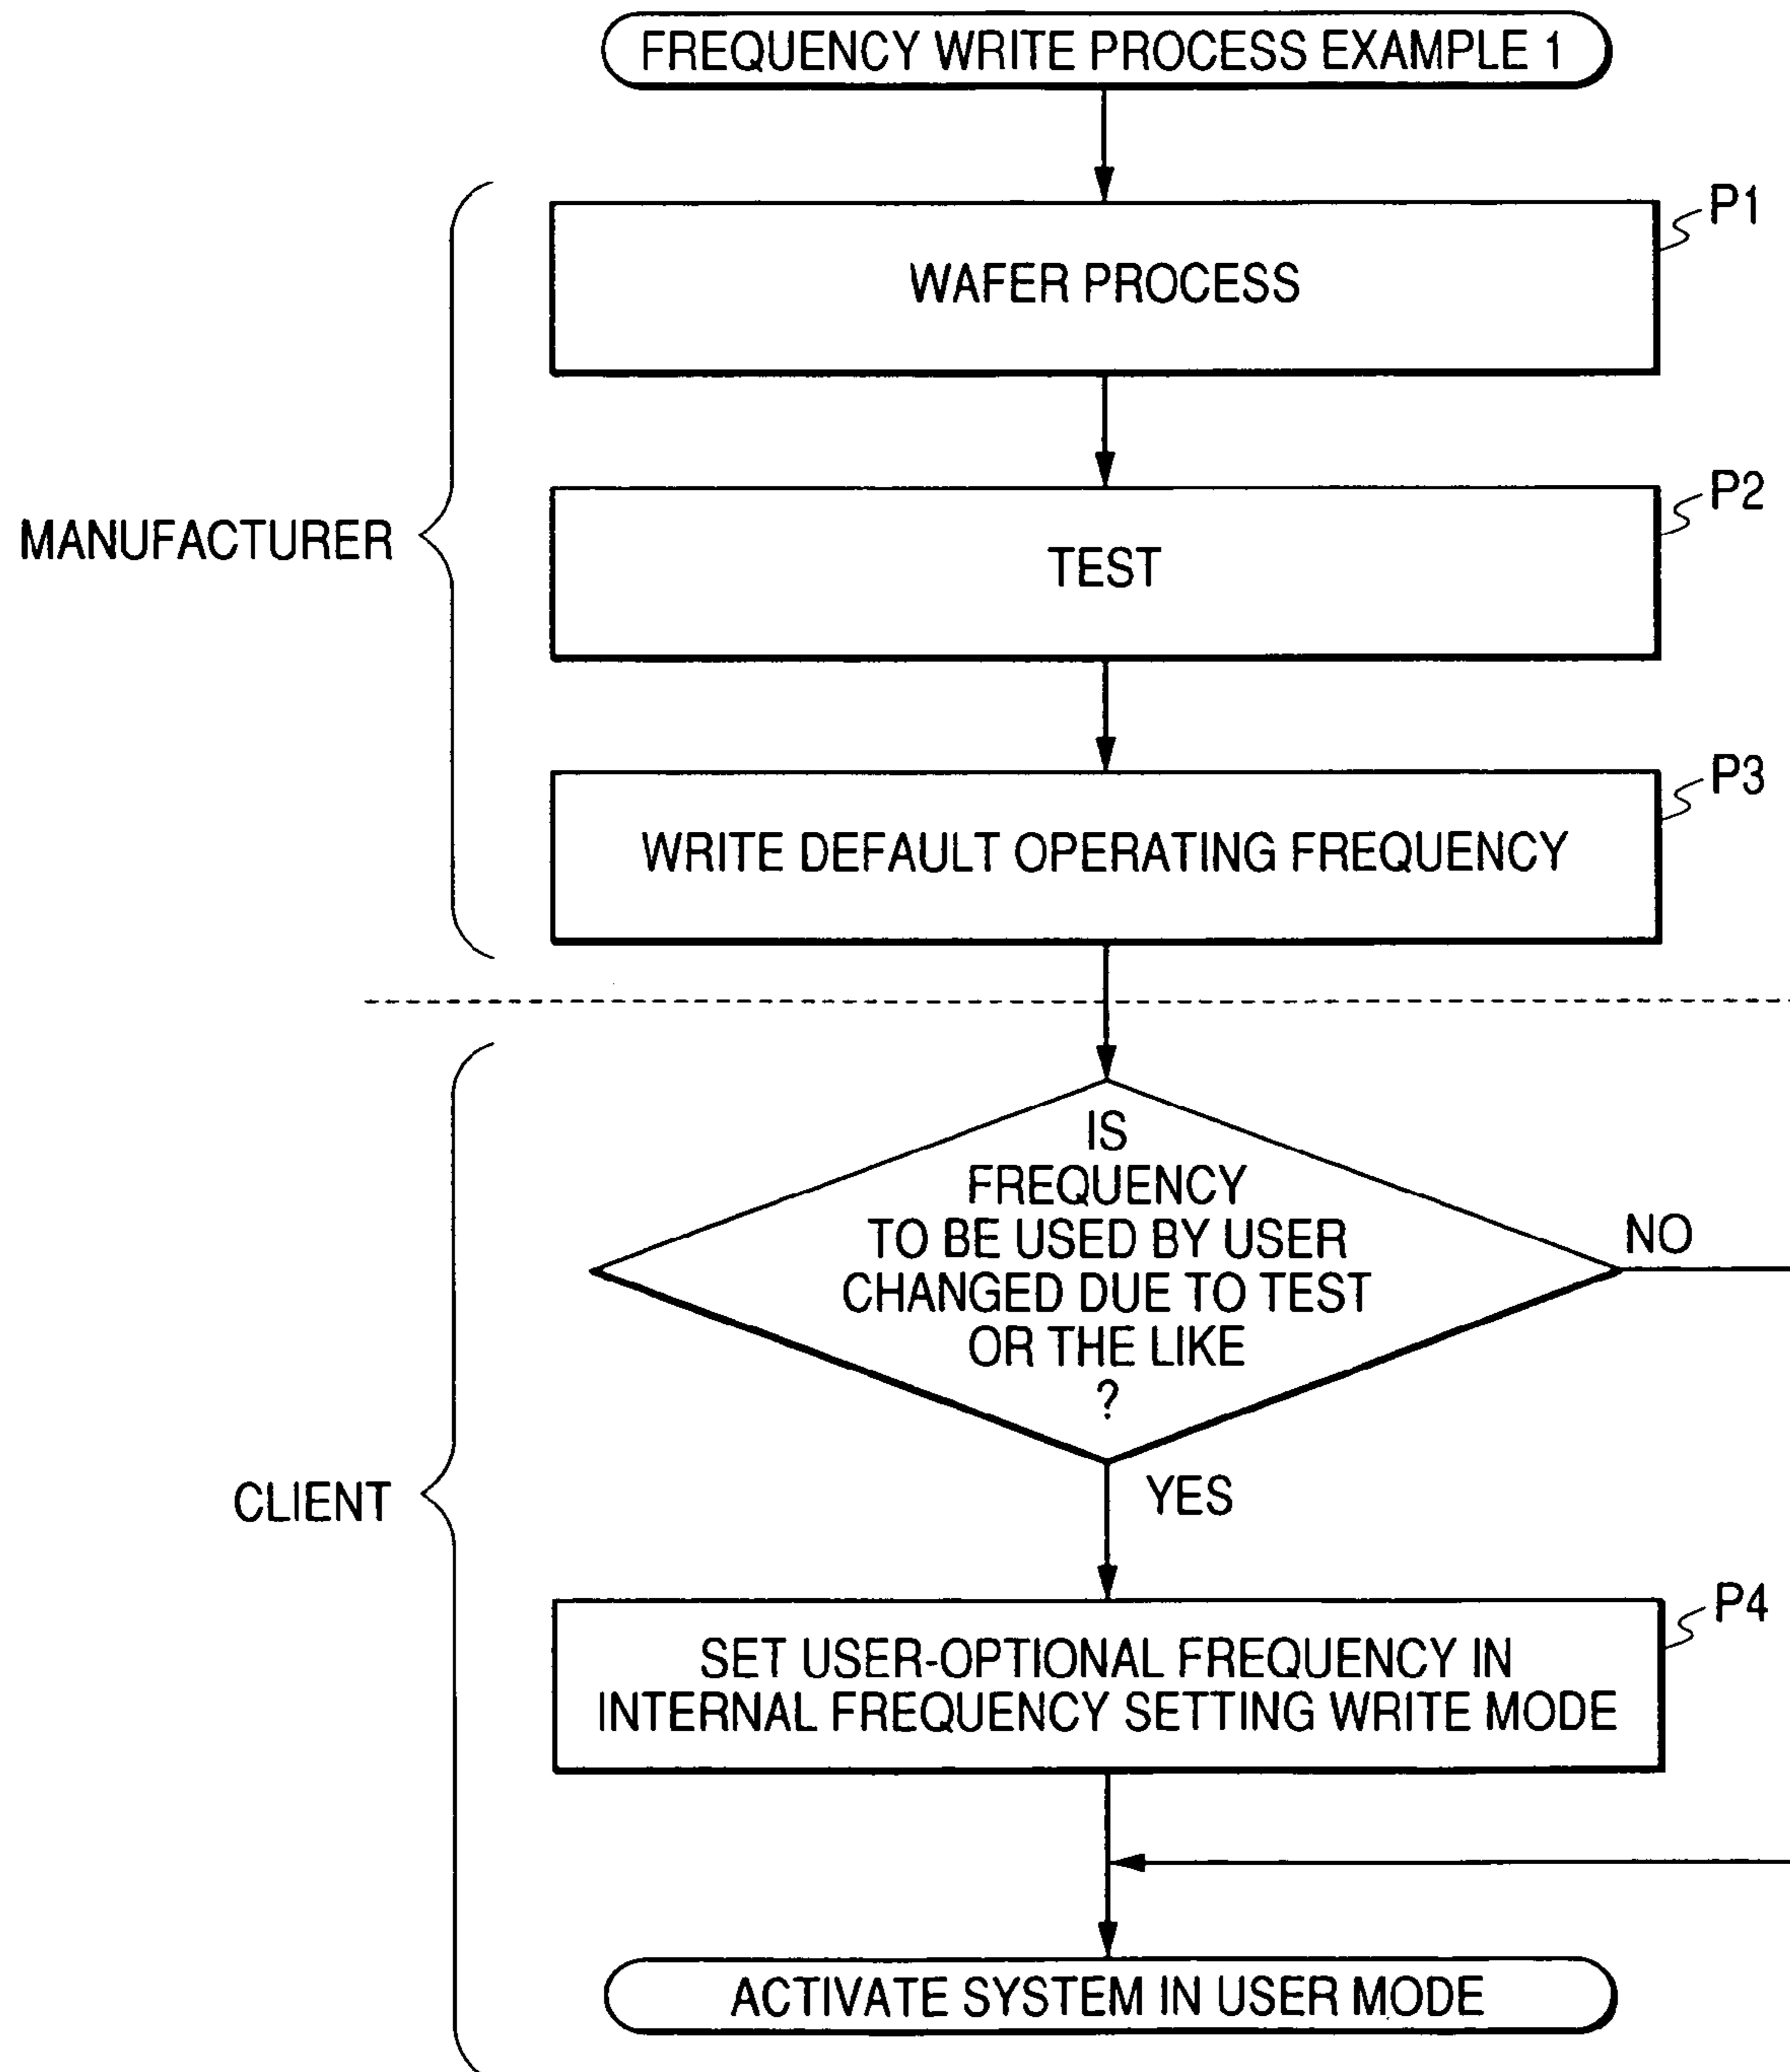 FREQUENCY WRITE PROCESS EXAMPLE 1
P1
WAFER PROCESS
P2
MANUFACTURER
TEST
P3
WRITE DEFAULT OPERATING FREQUENCY
IS
FREQUENCY
TO BE USED BY USER
CHANGED DUE TO TEST
OR THE LIKE
?
NO
CLIENT
YES
P4
SET USER-OPTIONAL FREQUENCY IN
INTERNAL FREQUENCY SETTING WRITE MODE
ACTIVATE SYSTEM IN USER MODE